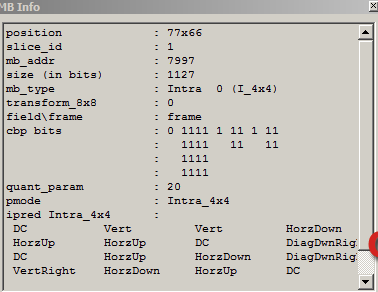 MB Info
position : 77x66
slice_id : 1
mb_addr : 7997
size (in bits) : 1127
mb_type : Intra 0 (I_4x4)
transform_8x8 : 0
field\frame : frame
cbp bits : 0 1111 1 11 1 11
: 1111 11 11
: 1111
: 1111
quant_param : 20
pmode : Intra_4x4
ipred Intra_4x4 :
DC Vert Vert HorzDown
HorzUp HorzUp DC DiagDwnRig
DC HorzUp HorzDown DiagDwnRig
VertRight HorzDown HorzUp DC